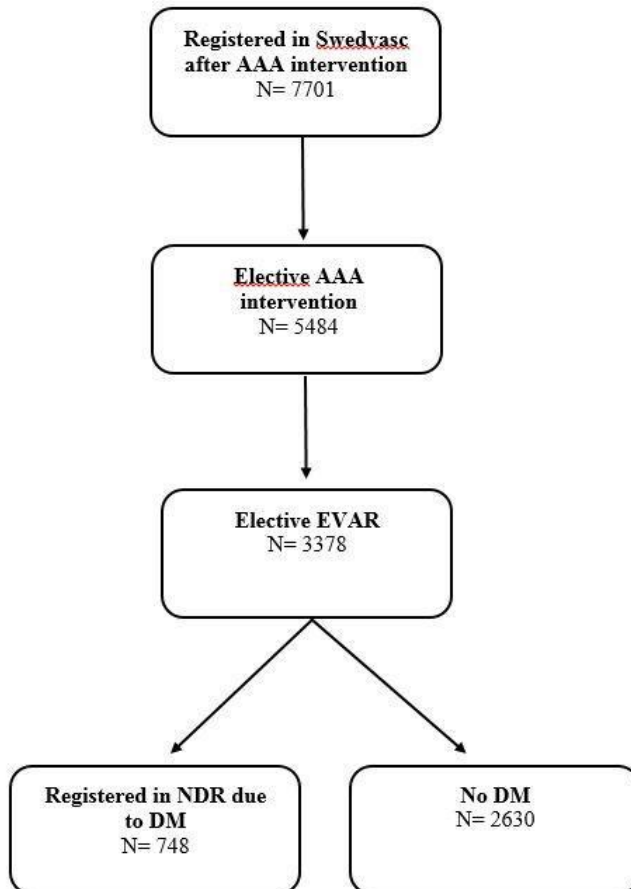 Registered in Swedvasc
after AAA intervention
N= 7701
Elective AAA
intervention
N= 5484
Elective EVAR
N= 3378
Registered in NDR due
to DM
N= 748
No DM
N= 2630